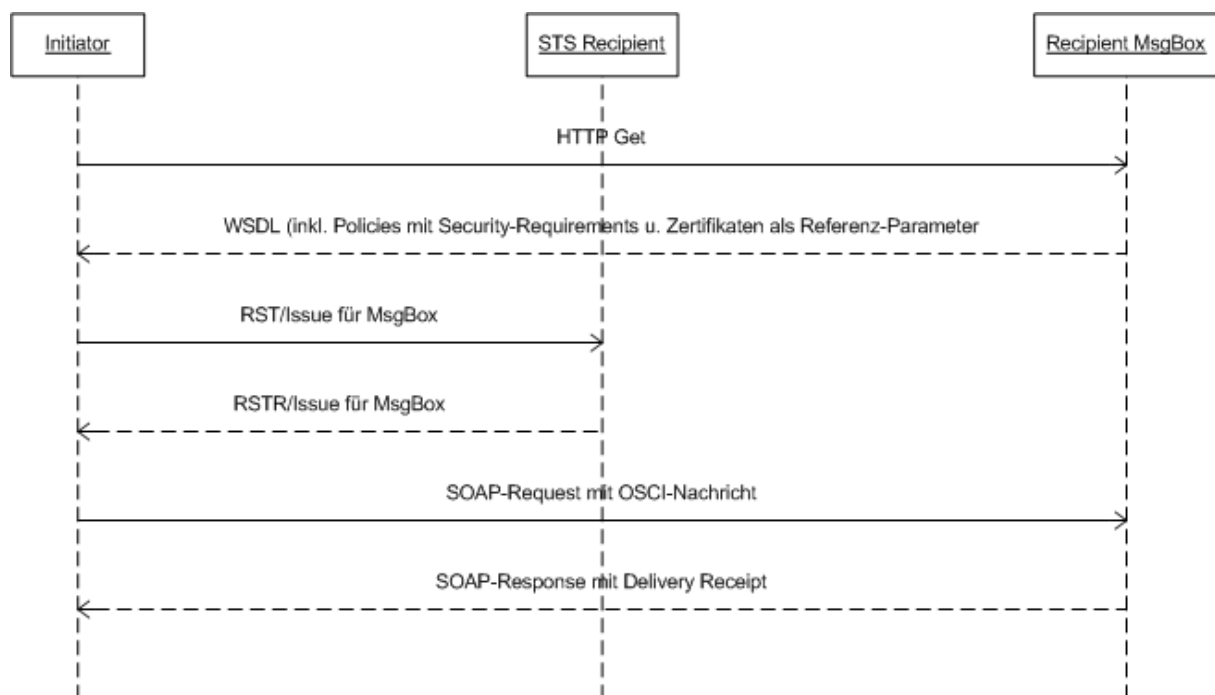 Initiator
STS Recipient
Recipient MsgBox
HTTP Get
WSDL (inkl. Policies mit Security-Requirements u. Zertifikaten als Referenz-Parameter
RST/Issue für MsgBox
RSTR/Issue für MsgBox
SOAP-Request mit OSCI-Nachricht
SOAP-Response mit Delivery Receipt